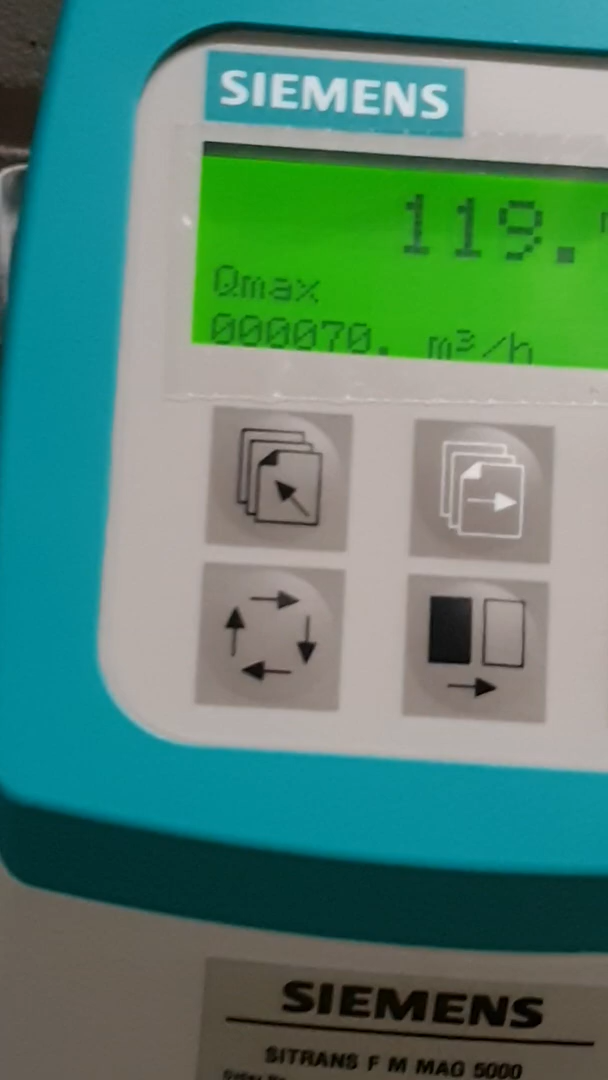 SIEMENS
119.
Qmax
000070. m³/h
SIEMENS
SITRANS F M MAG 5000